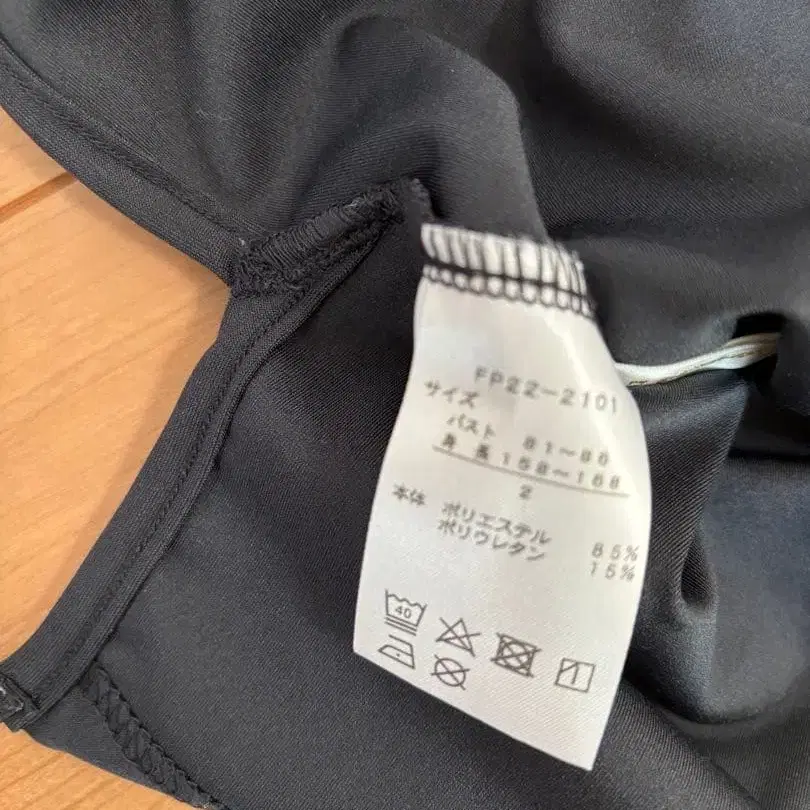 FP22-2101
サイズ
バスト 81~86
身長 158~168
2
本体 ポリエステル 85%
ポリウレタン 15%
40